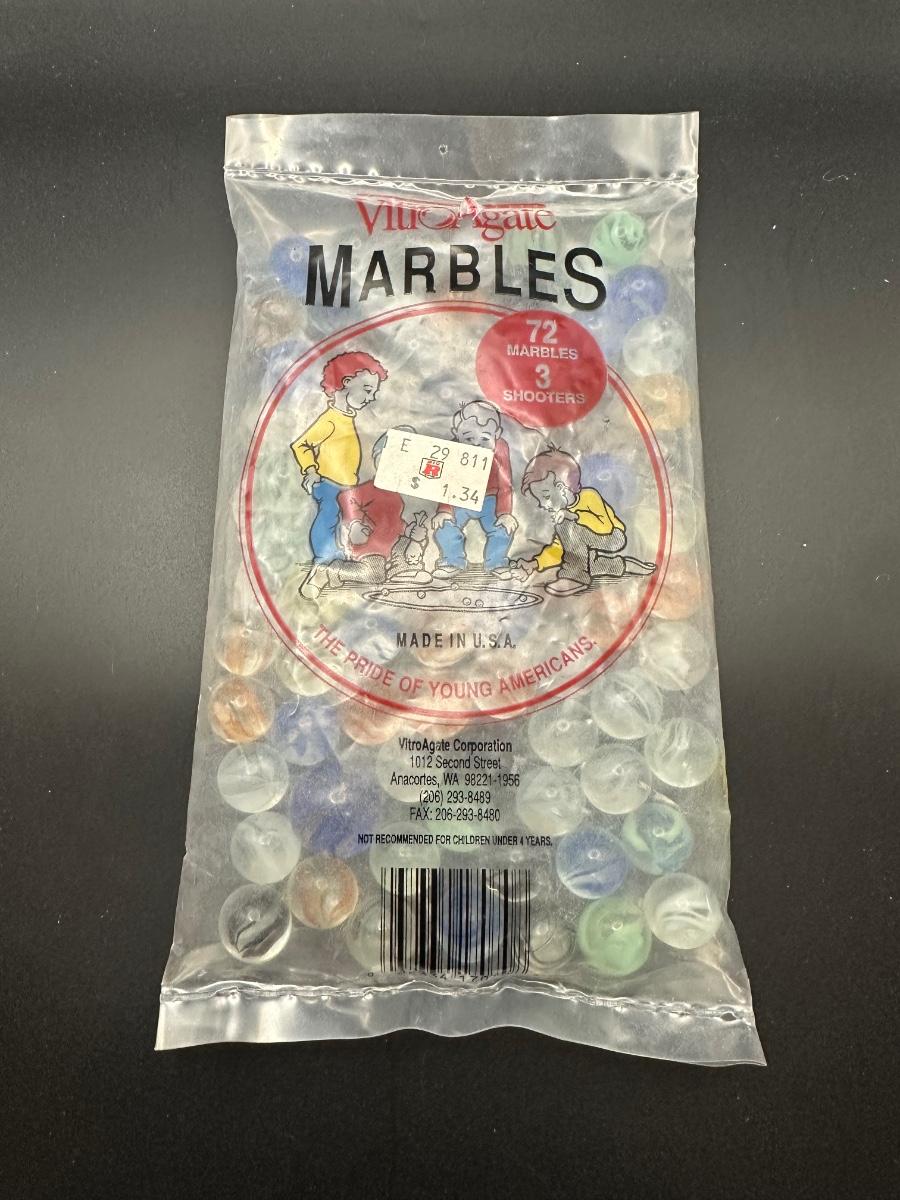 VitroAgate
MARBLES
72
MARBLES
3
SHOOTERS
E 29 811
$ 1.34
MADE IN U.S.A.
THE PRIDE OF YOUNG AMERICANS.
VitroAgate Corporation
1012 Second Street
Anacortes, WA 98221-1956
(206) 293-8489
FAX: 206-293-8480
NOT RECOMMENDED FOR CHILDREN UNDER 4 YEARS.